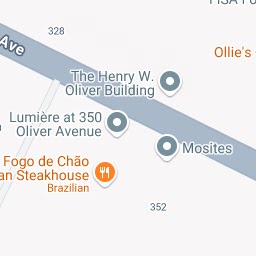 328
Ave
Ollie's
The Henry W.
Oliver Building
Lumière at 350
Oliver Avenue
Mosites
Fogo de Chão
an Steakhouse
Brazilian
352